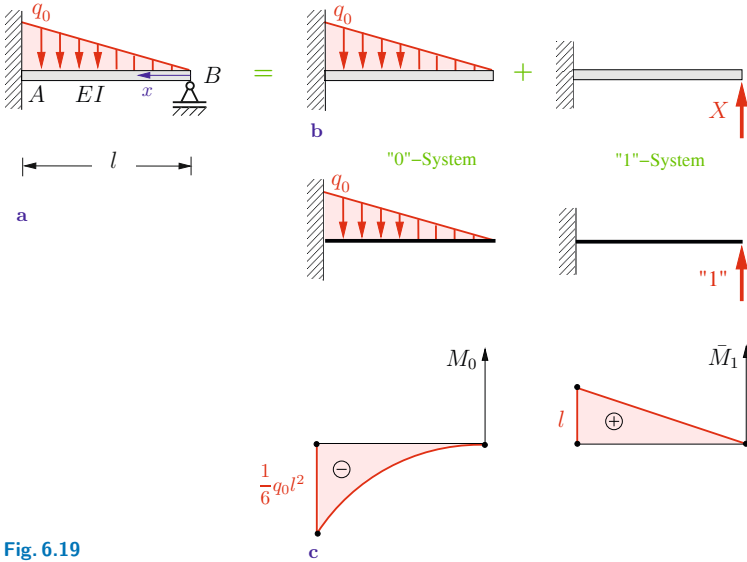 q₀ q₀
A EI x B = + X
b
l "0"–System "1"–System
a
q₀
"1"
M₀ M̄₁
l +
−
1/6 q₀l²
Fig. 6.19 c